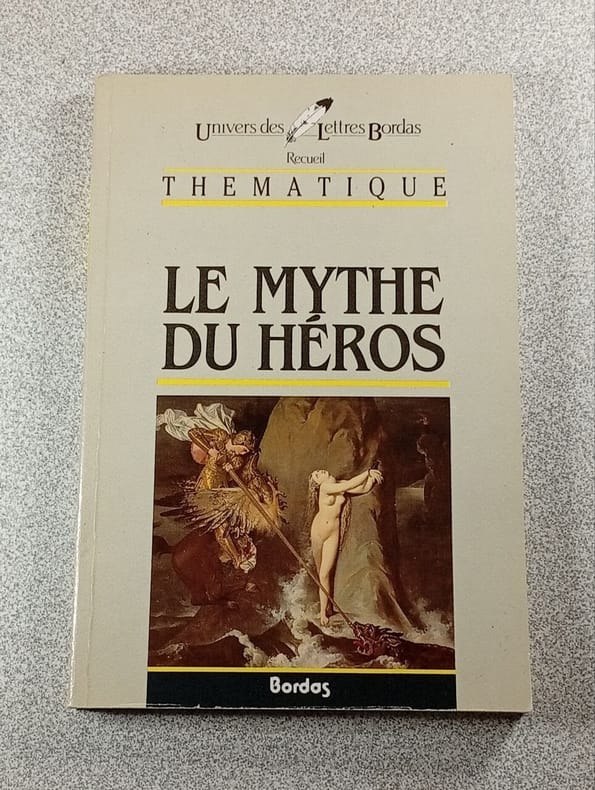 Univers des Lettres Bordas
Recueil
THEMATIQUE
LE MYTHE
DU HÉROS
Bordas